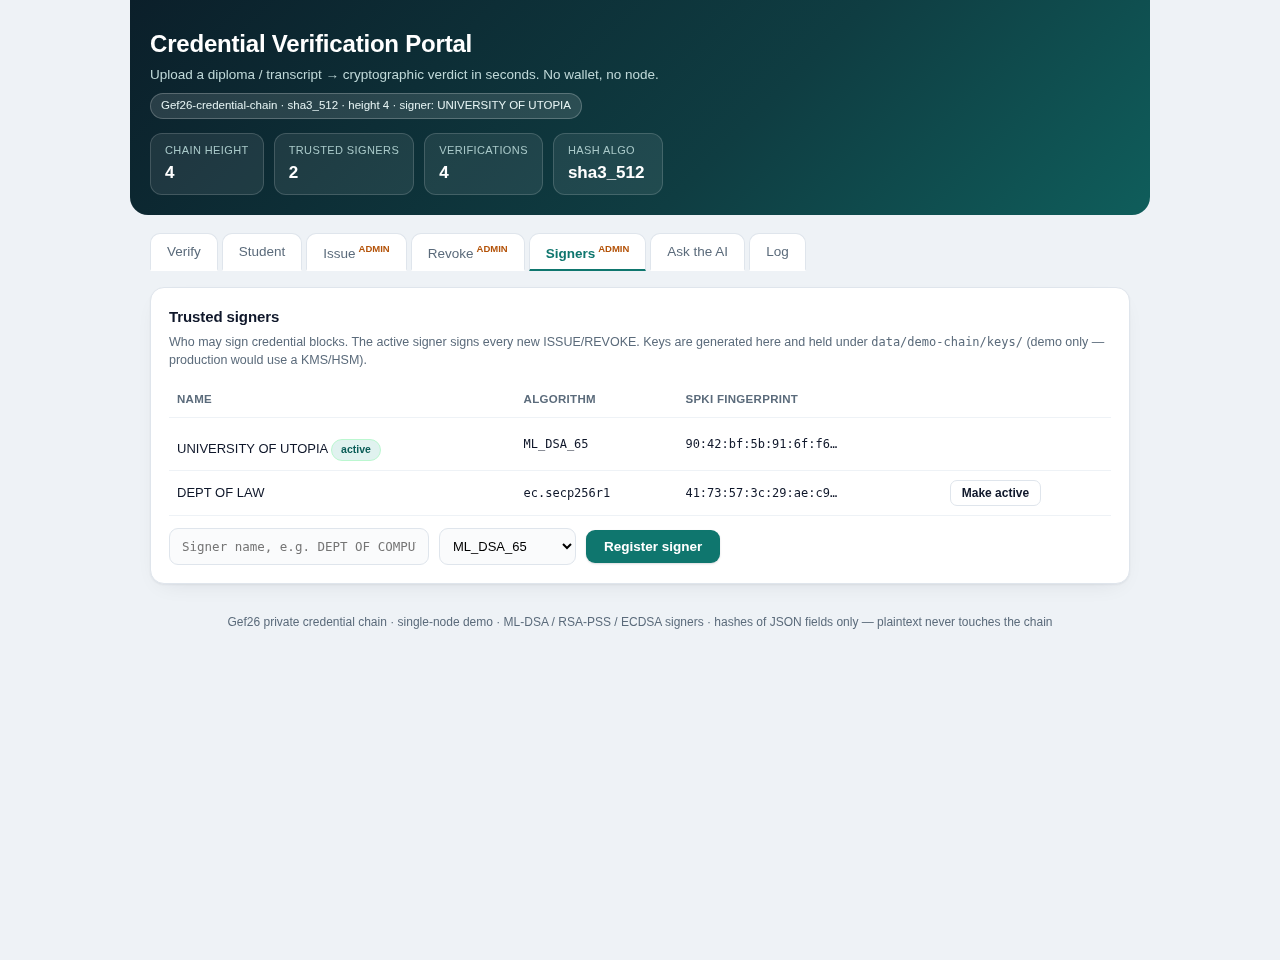 Credential Verification Portal
Upload a diploma / transcript → cryptographic verdict in seconds. No wallet, no node.
Gef26-credential-chain · sha3_512 · height 4 · signer: UNIVERSITY OF UTOPIA
CHAIN HEIGHT
4
TRUSTED SIGNERS
2
VERIFICATIONS
4
HASH ALGO
sha3_512
Verify
Student
Issue ADMIN
Revoke ADMIN
Signers ADMIN
Ask the AI
Log
Trusted signers
Who may sign credential blocks. The active signer signs every new ISSUE/REVOKE. Keys are generated here and held under data/demo-chain/keys/ (demo only —
production would use a KMS/HSM).
NAME ALGORITHM SPKI FINGERPRINT
UNIVERSITY OF UTOPIA active ML_DSA_65 90:42:bf:5b:91:6f:f6…
DEPT OF LAW ec.secp256r1 41:73:57:3c:29:ae:c9… Make active
Signer name, e.g. DEPT OF COMPU ML_DSA_65 Register signer
Gef26 private credential chain · single-node demo · ML-DSA / RSA-PSS / ECDSA signers · hashes of JSON fields only — plaintext never touches the chain